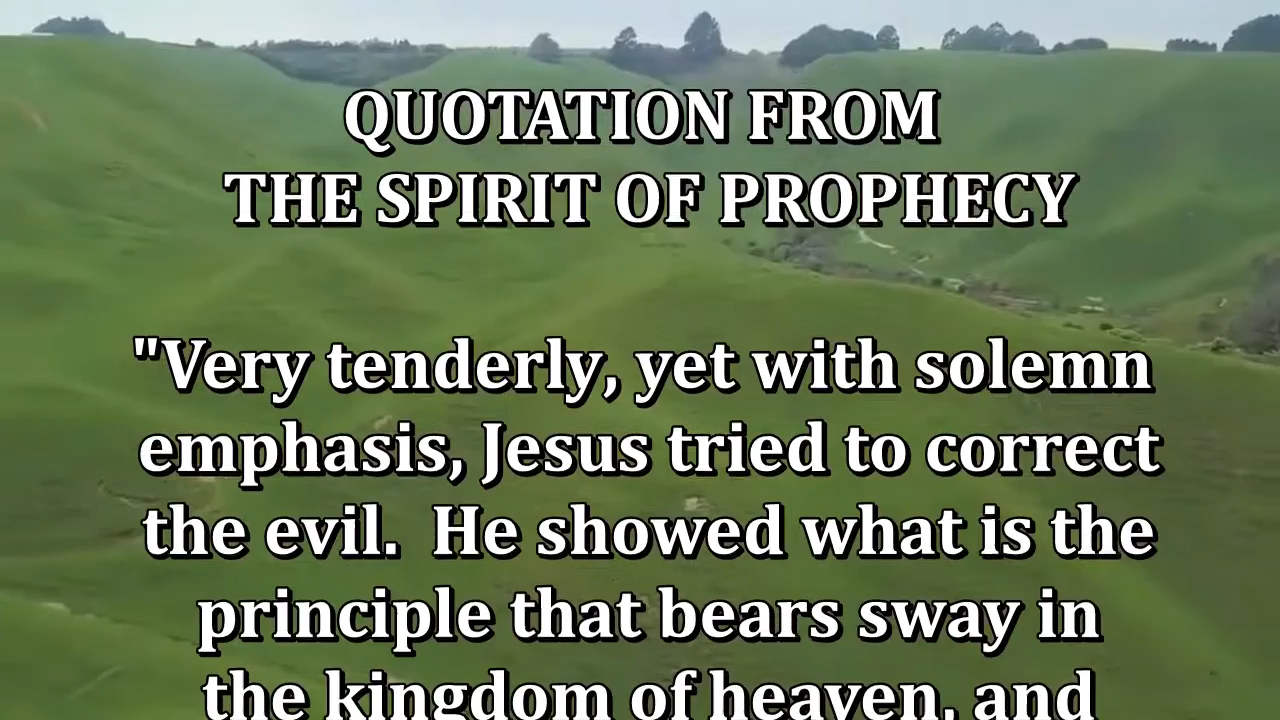 QUOTATION FROM
THE SPIRIT OF PROPHECY
"Very tenderly, yet with solemn
emphasis, Jesus tried to correct
the evil.  He showed what is the
principle that bears sway in
the kingdom of heaven, and